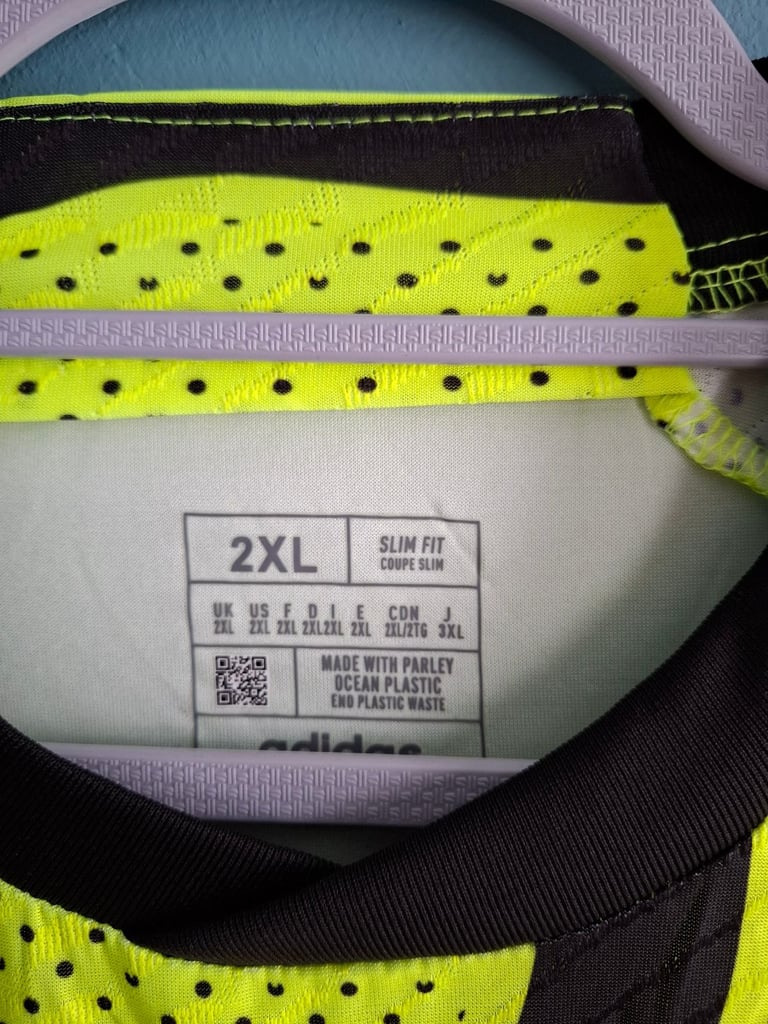 2XL
SLIM FIT
COUPE SLIM
UK US F D I E CDN J
2XL 2XL 2XL 2XL 2XL 2XL 2XL/2TG 3XL
MADE WITH PARLEY
OCEAN PLASTIC
END PLASTIC WASTE
adidas